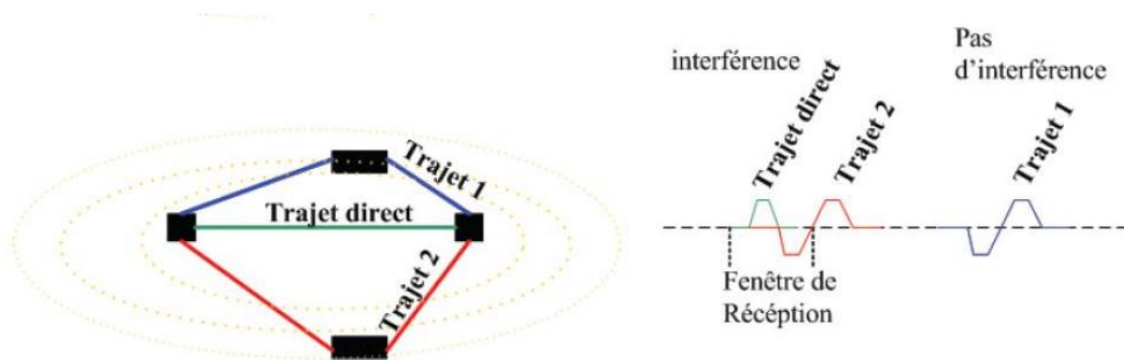 Trajet 1
Trajet direct
Trajet 2
interférence
Trajet direct
Trajet 2
Pas
d'interférence
Trajet 1
Fenêtre de
Récéption